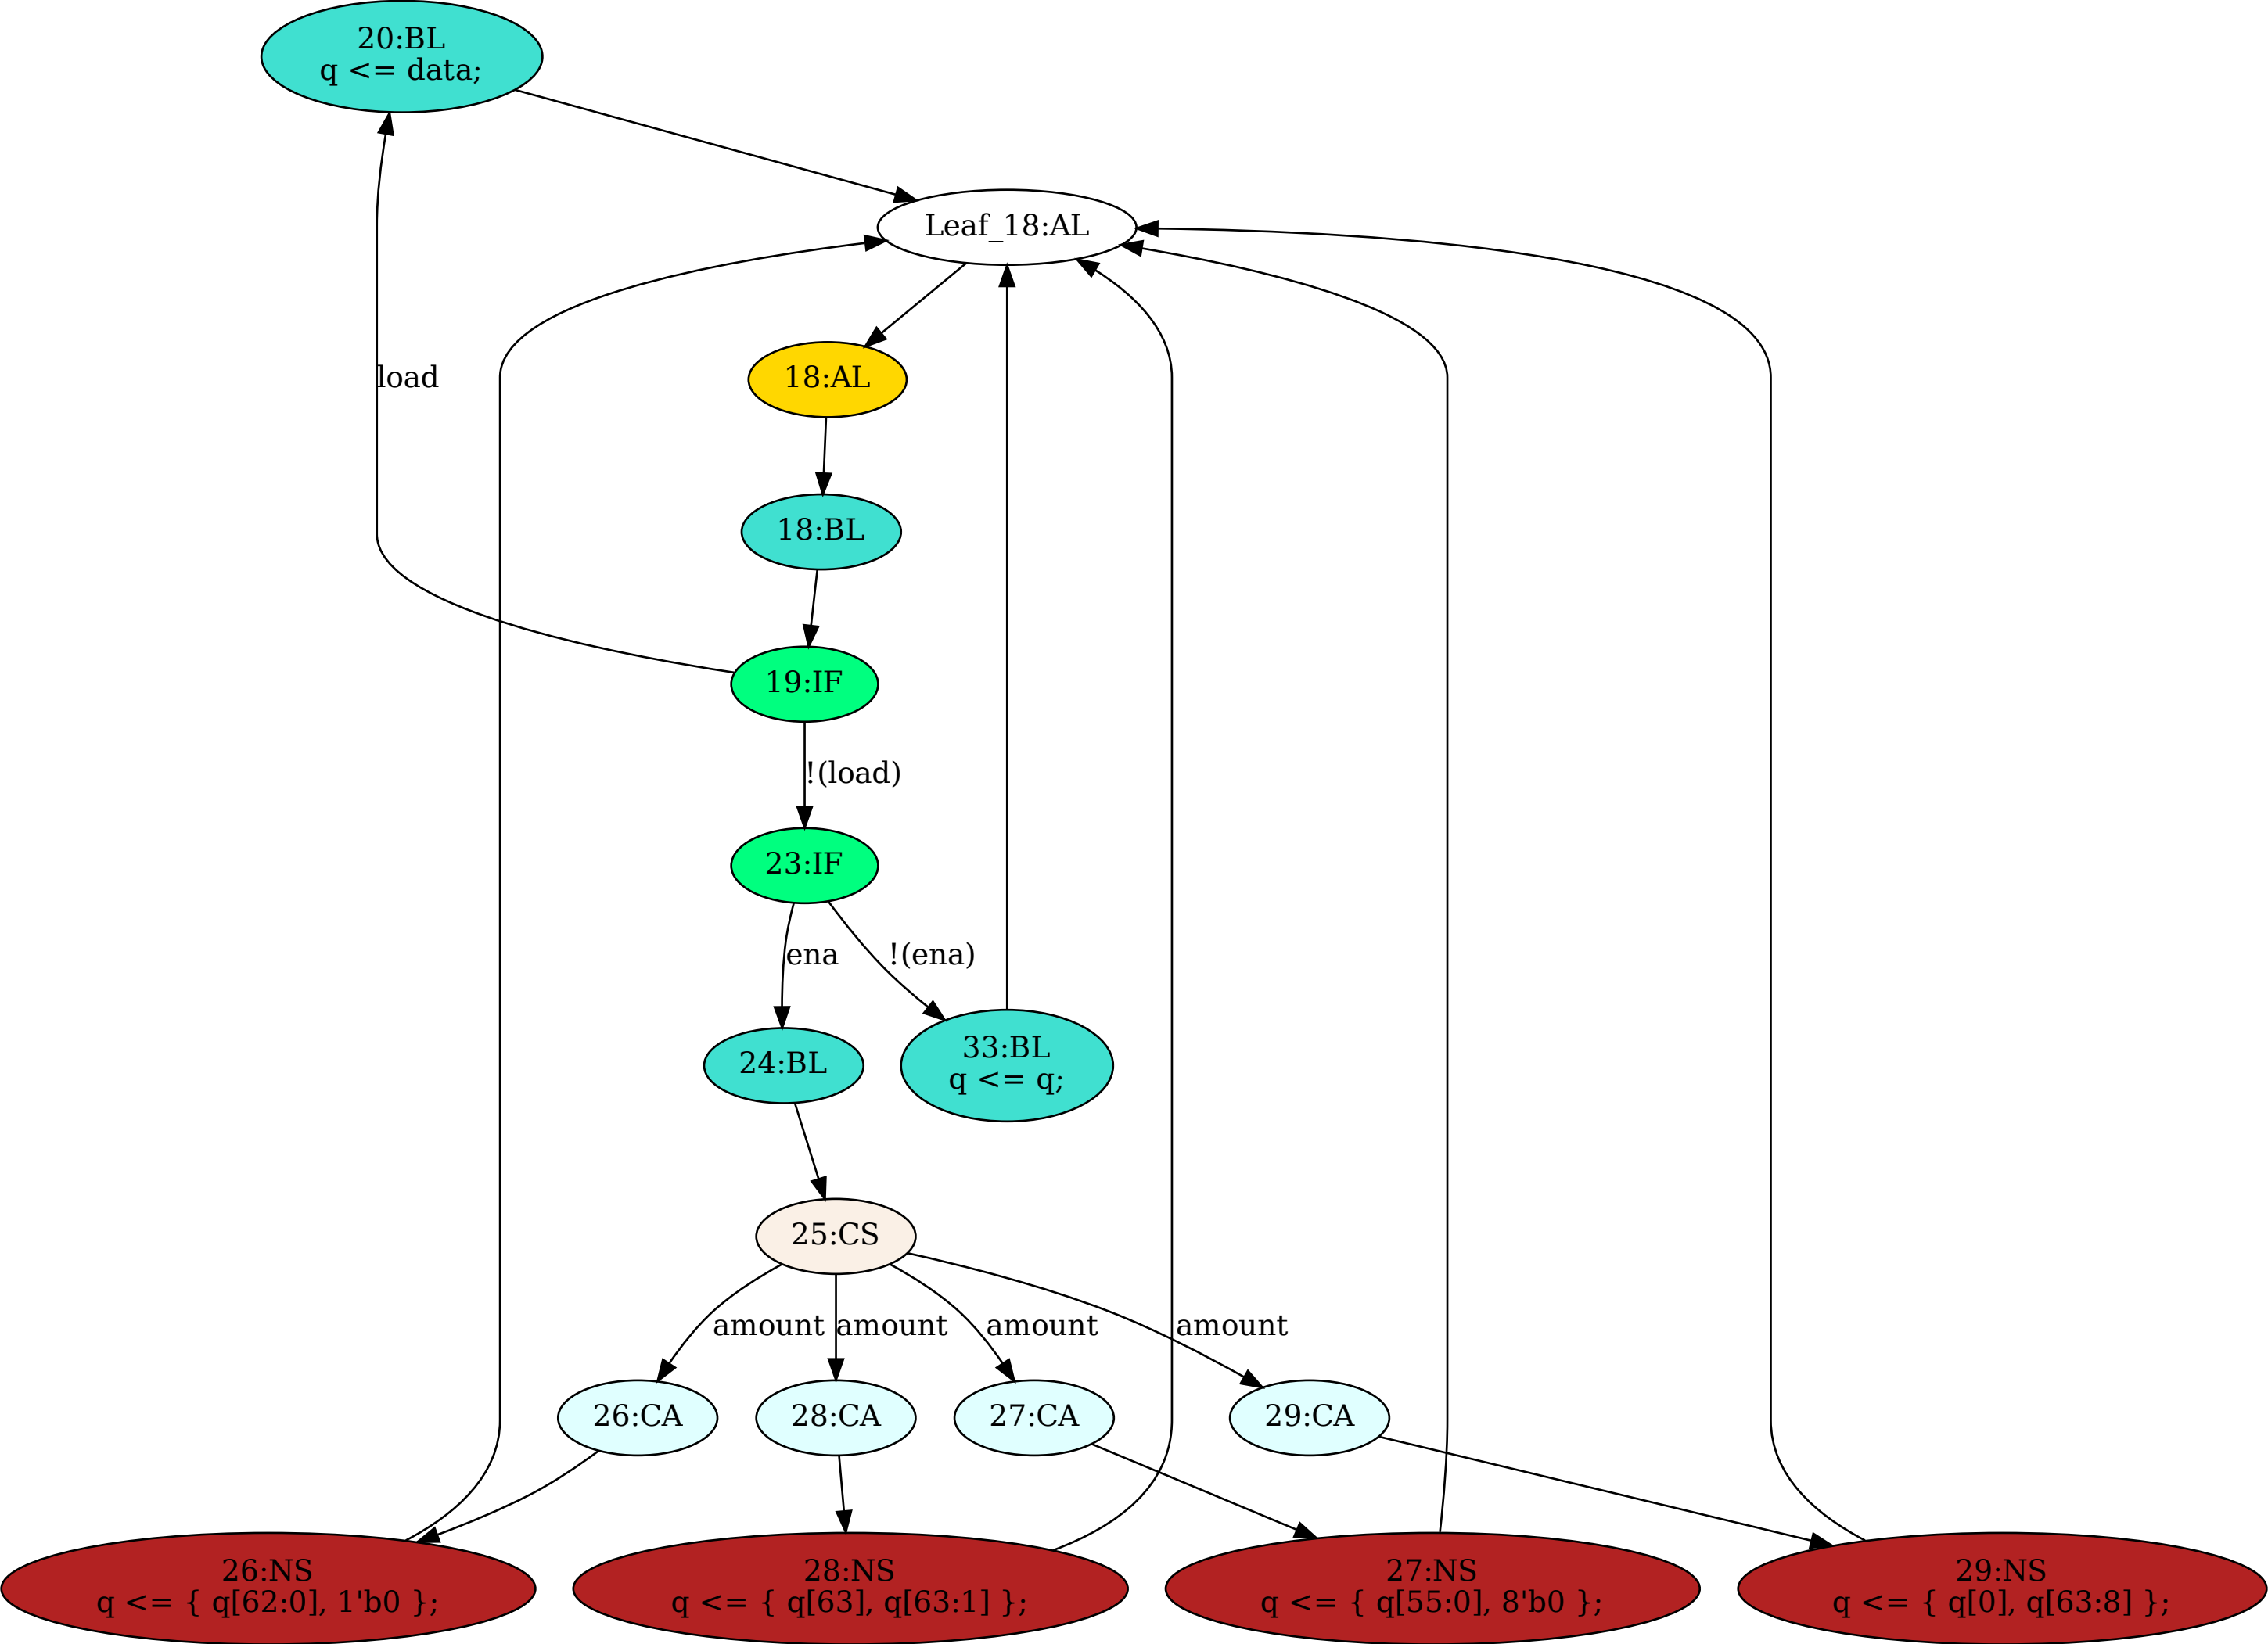 20:BL
q <= data;
Leaf_18:AL
18:AL
load
18:BL
19:IF
!(load)
23:IF
ena
!(ena)
24:BL
33:BL
q <= q;
25:CS
amount
amount
amount
amount
26:CA
28:CA
27:CA
29:CA
26:NS
q <= { q[62:0], 1'b0 };
28:NS
q <= { q[63], q[63:1] };
27:NS
q <= { q[55:0], 8'b0 };
29:NS
q <= { q[0], q[63:8] };